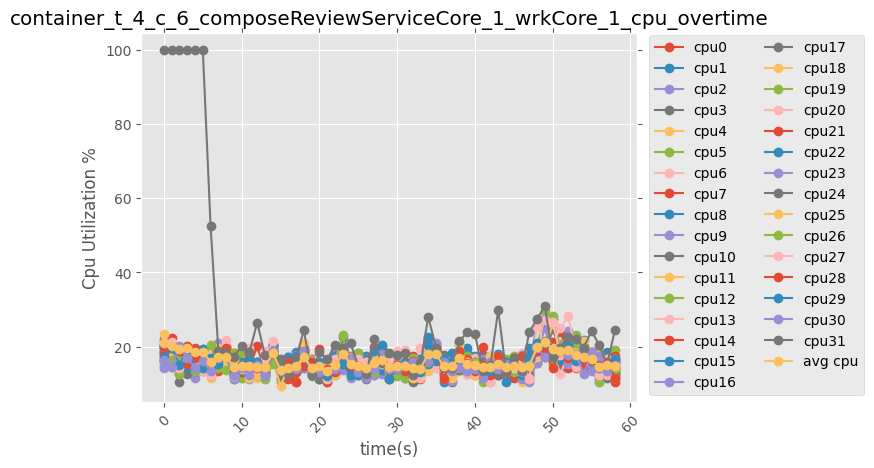 container_t_4_c_6_composeReviewServiceCore_1_wrkCore_1_cpu_overtime
Cpu Utilization %
100
80
60
40
20
0
10
20
30
40
50
60
time(s)
cpu0
cpu1
cpu2
cpu3
cpu4
cpu5
cpu6
cpu7
cpu8
cpu9
cpu10
cpu11
cpu12
cpu13
cpu14
cpu15
cpu16
cpu17
cpu18
cpu19
cpu20
cpu21
cpu22
cpu23
cpu24
cpu25
cpu26
cpu27
cpu28
cpu29
cpu30
cpu31
avg cpu